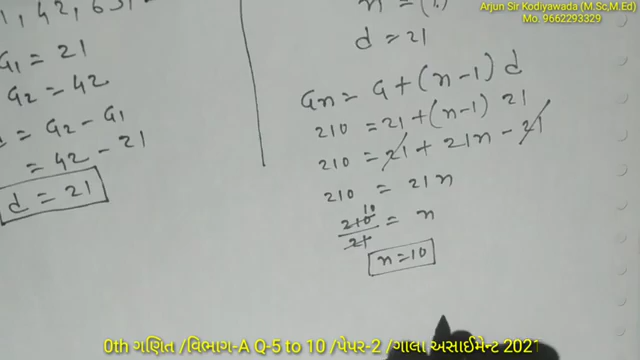 Arjun Sir Kodiyawada (M.Sc,M.Ed)
Mo: 9662293329
1, 42, 63,
a₁ = 21
a₂ = 42
= a₂ - a₁
= 42 - 21
d = 21
n = (?)
d = 21
an = a + (n-1) d
210 = 21 + (n-1) 21
210 = 21 + 21n - 21
210 = 21n
210/21 = n
10
n = 10
0th ગણિત /વિભાગ-A Q-5 to 10 /પેપર-2 /ગાલા અસાઈમેન્ટ 2021